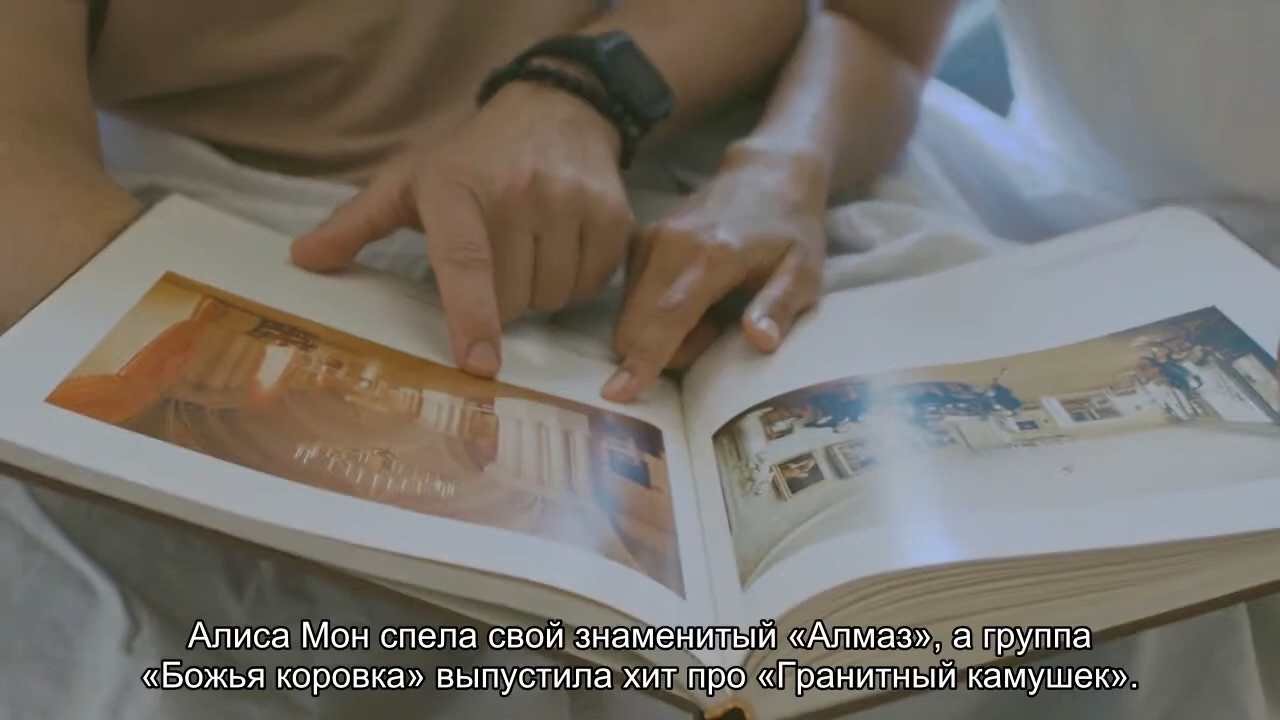 Алиса Мон спела свой знаменитый «Алмаз», а группа
«Божья коровка» выпустила хит про «Гранитный камушек».